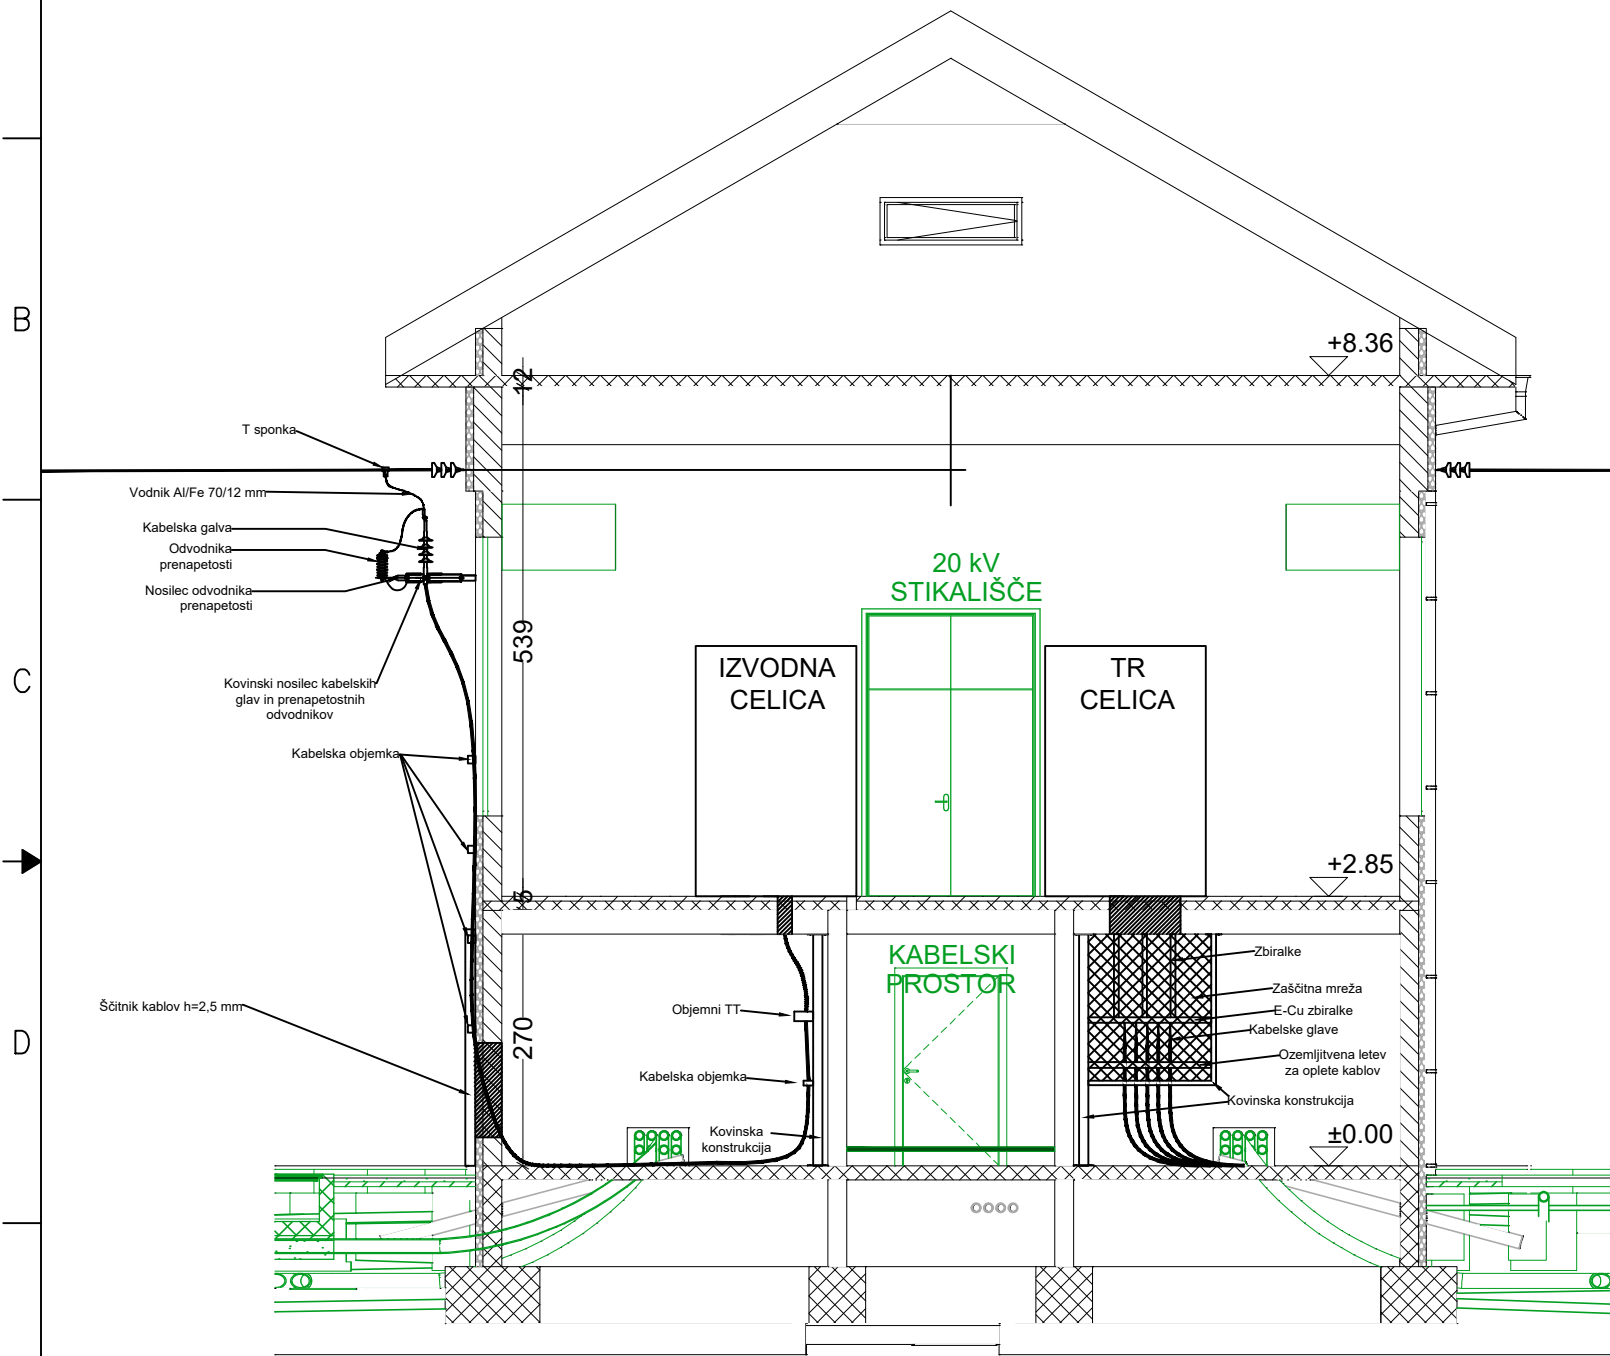 B
+8.36
12
T sponka
Vodnik Al/Fe 70/12 mm
Kabelska galva
Odvodnika
prenapetosti
Nosilec odvodnika
prenapetosti
20 kV
STIKALIŠČE
539
C
IZVODNA
CELICA
TR
CELICA
Kovinski nosilec kabelskih
glav in prenapetostnih
odvodnikov
Kabelska objemka
+2.85
5
KABELSKI
PROSTOR
Zbiralke
Zaščitna mreža
E-Cu zbiralke
Kabelske glave
Ozemljitvena letev
za oplete kablov
Kovinska konstrukcija
Ščitnik kablov h=2,5 mm
Objemni TT
D
270
Kabelska objemka
Kovinska
konstrukcija
±0.00